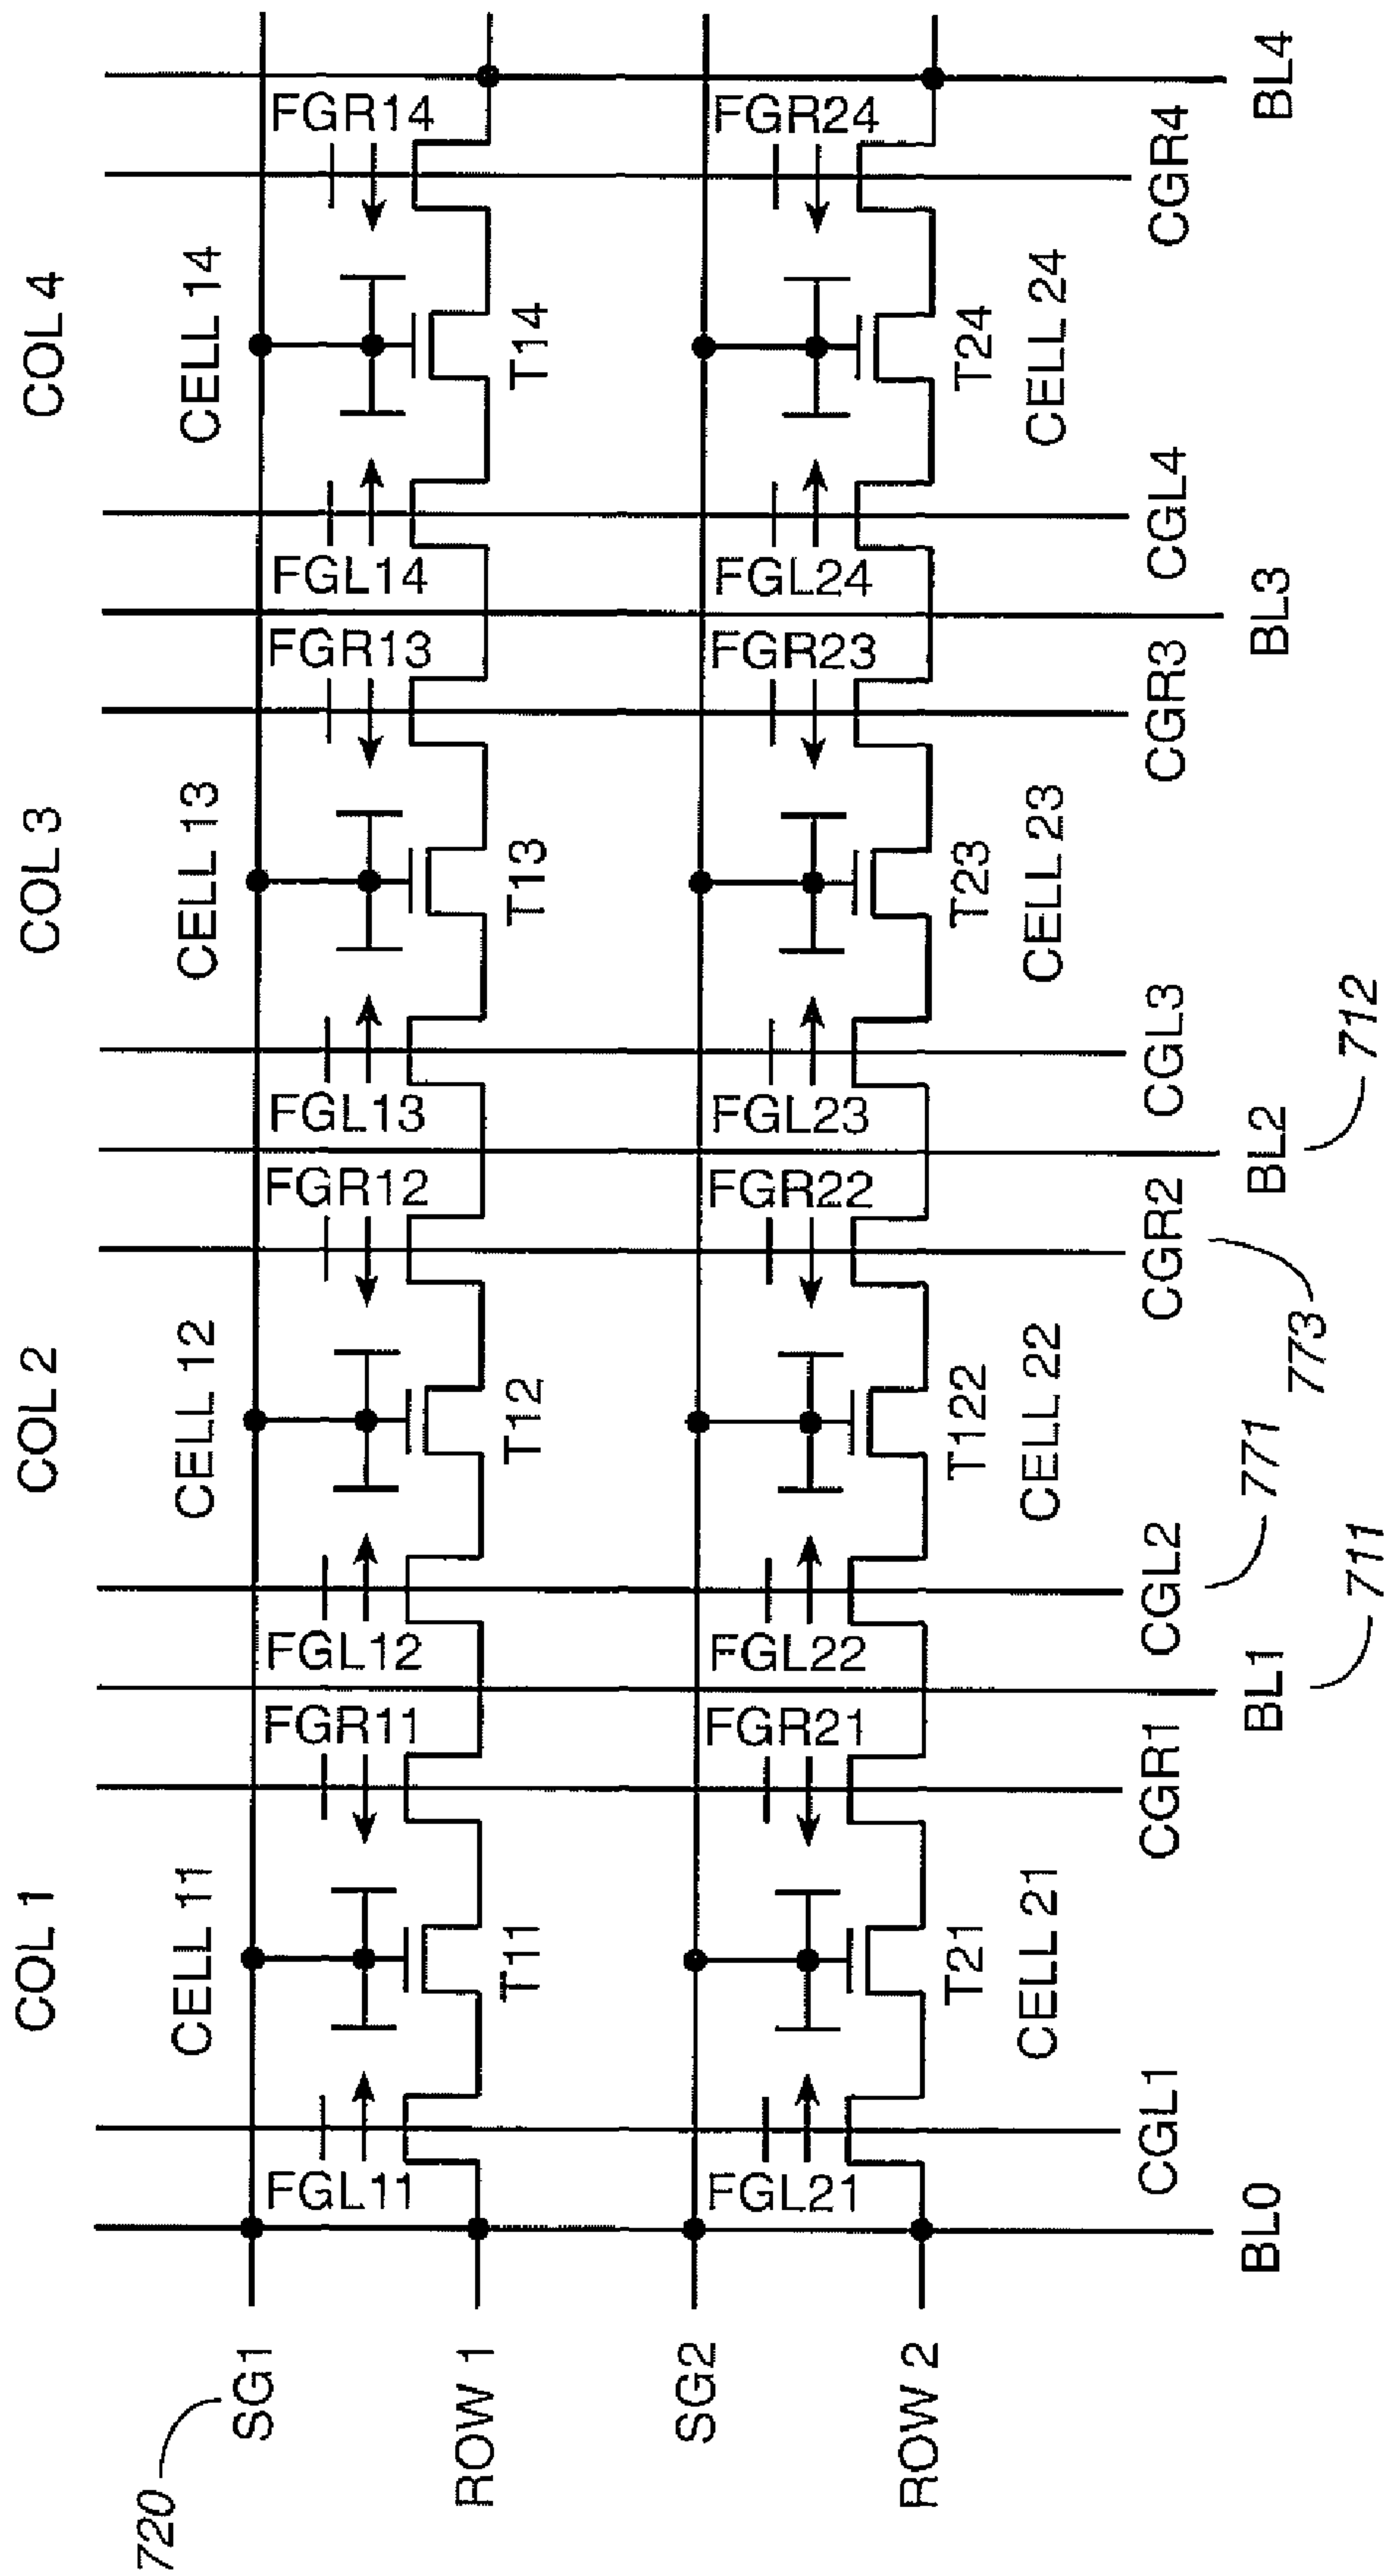 COL 1 COL 2 COL 3 COL 4
CELL 11 CELL 12 CELL 13 CELL 14
720
SG1
FGL11 FGR11 FGL12 FGR12 FGL13 FGR13 FGL14 FGR14
ROW 1
T11 T12 T13 T14
SG2
FGL21 FGR21 FGL22 FGR22 FGL23 FGR23 FGL24 FGR24
ROW 2
T21 T122 T23 T24
CELL 21 CELL 22 CELL 23 CELL 24
CGL1 CGR1 CGL2 CGR2 CGL3 CGR3 CGL4 CGR4
BL0 BL1 BL2 BL3 BL4
771 773
711 712